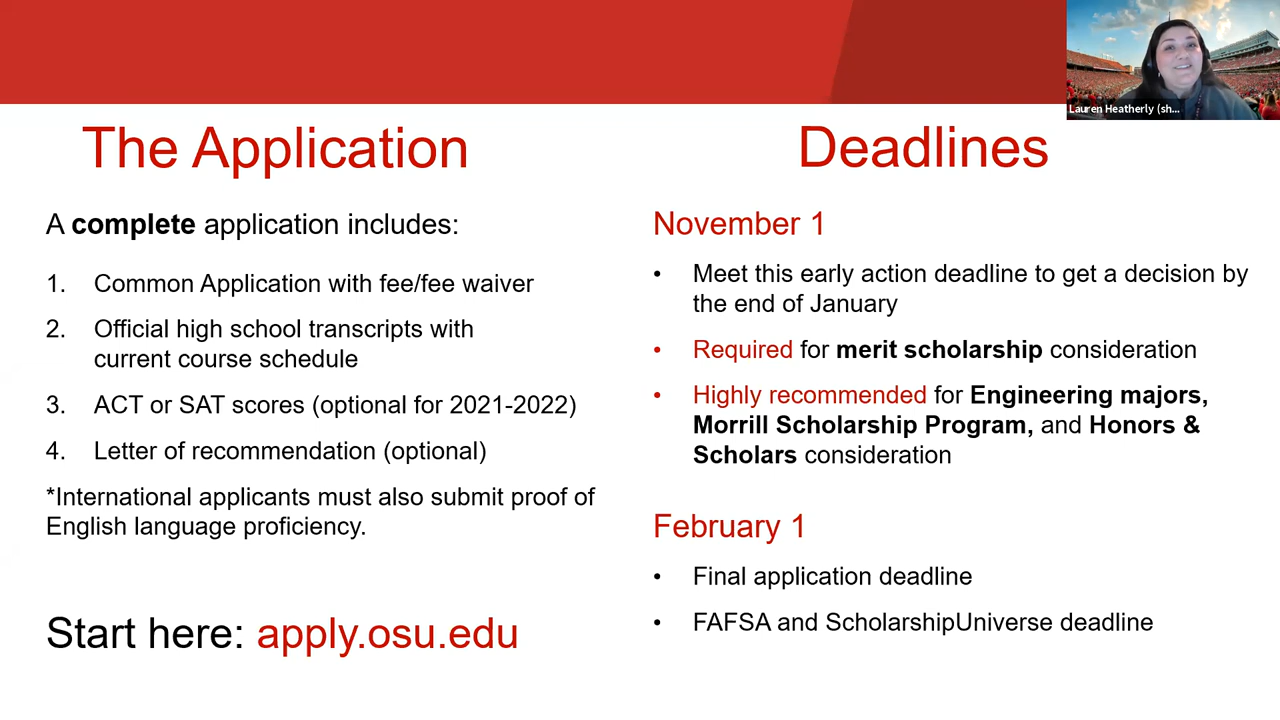 Lauren Heatherly (sh...
The Application
A complete application includes:
1. Common Application with fee/fee waiver
2. Official high school transcripts with
current course schedule
3. ACT or SAT scores (optional for 2021-2022)
4. Letter of recommendation (optional)
*International applicants must also submit proof of
English language proficiency.
Start here: apply.osu.edu
Deadlines
November 1
• Meet this early action deadline to get a decision by
the end of January
• Required for merit scholarship consideration
• Highly recommended for Engineering majors,
Morrill Scholarship Program, and Honors &
Scholars consideration
February 1
• Final application deadline
• FAFSA and ScholarshipUniverse deadline